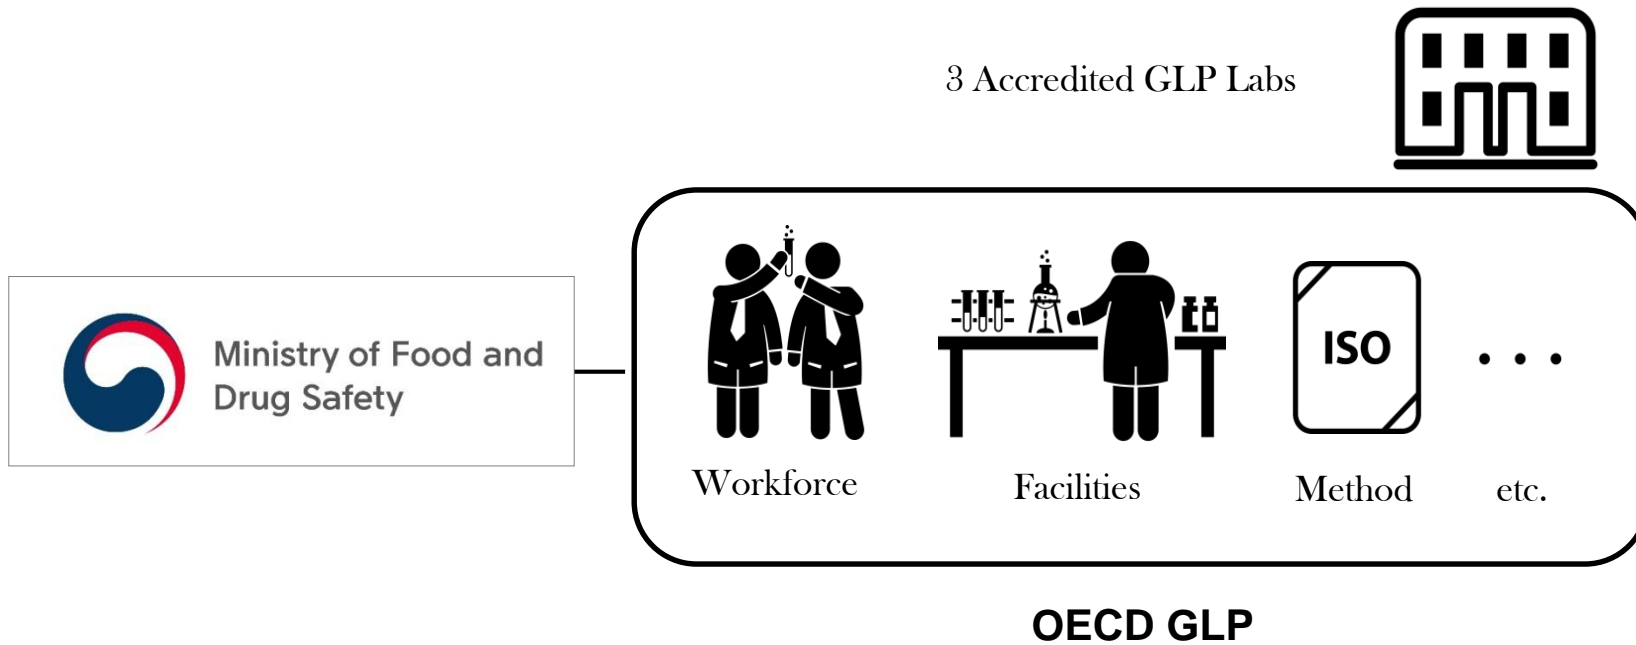 3 Accredited GLP Labs
Ministry of Food and
Drug Safety
ISO
. . .
Workforce
Facilities
Method
etc.
OECD GLP